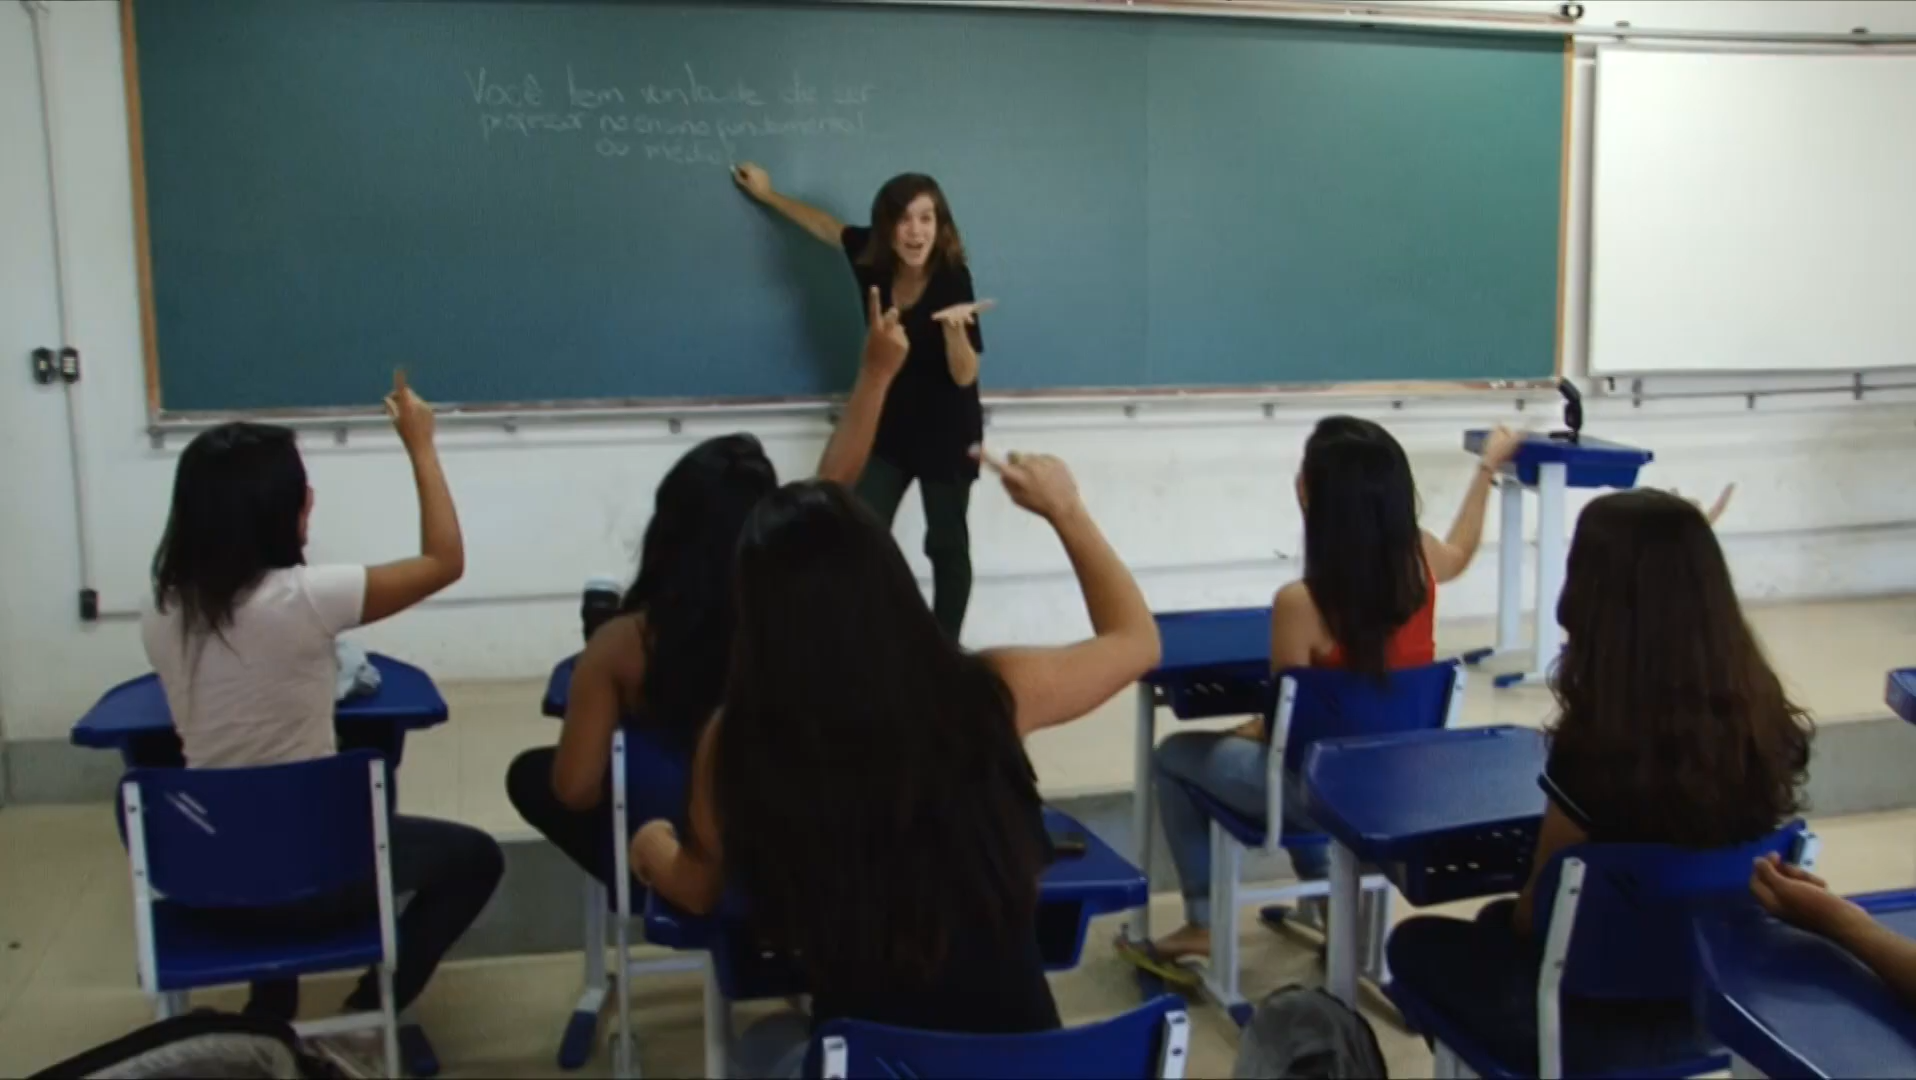 Você tem vontade de ser
professor no ensino fundamental
ou médio?